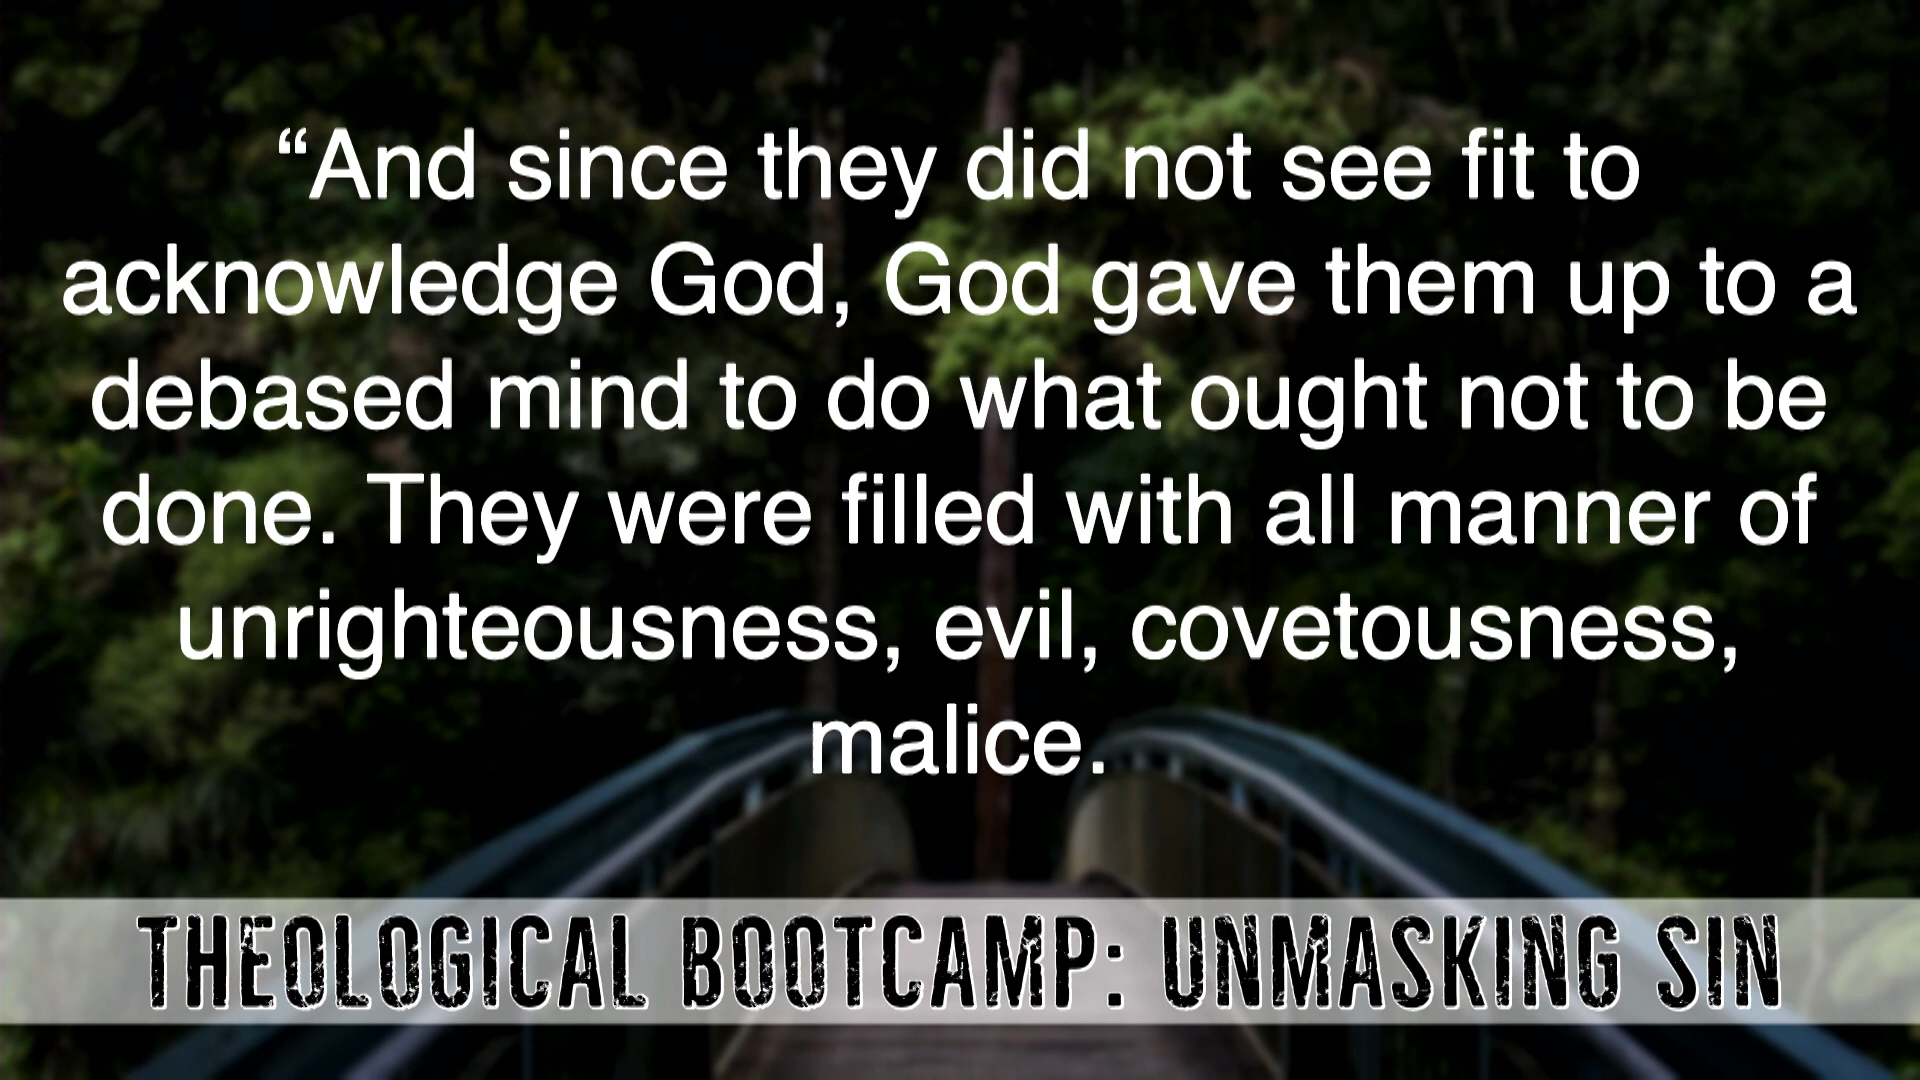 “And since they did not see fit to
acknowledge God, God gave them up to a
debased mind to do what ought not to be
done. They were filled with all manner of
unrighteousness, evil, covetousness,
malice.
THEOLOGICAL BOOTCAMP: UNMASKING SIN